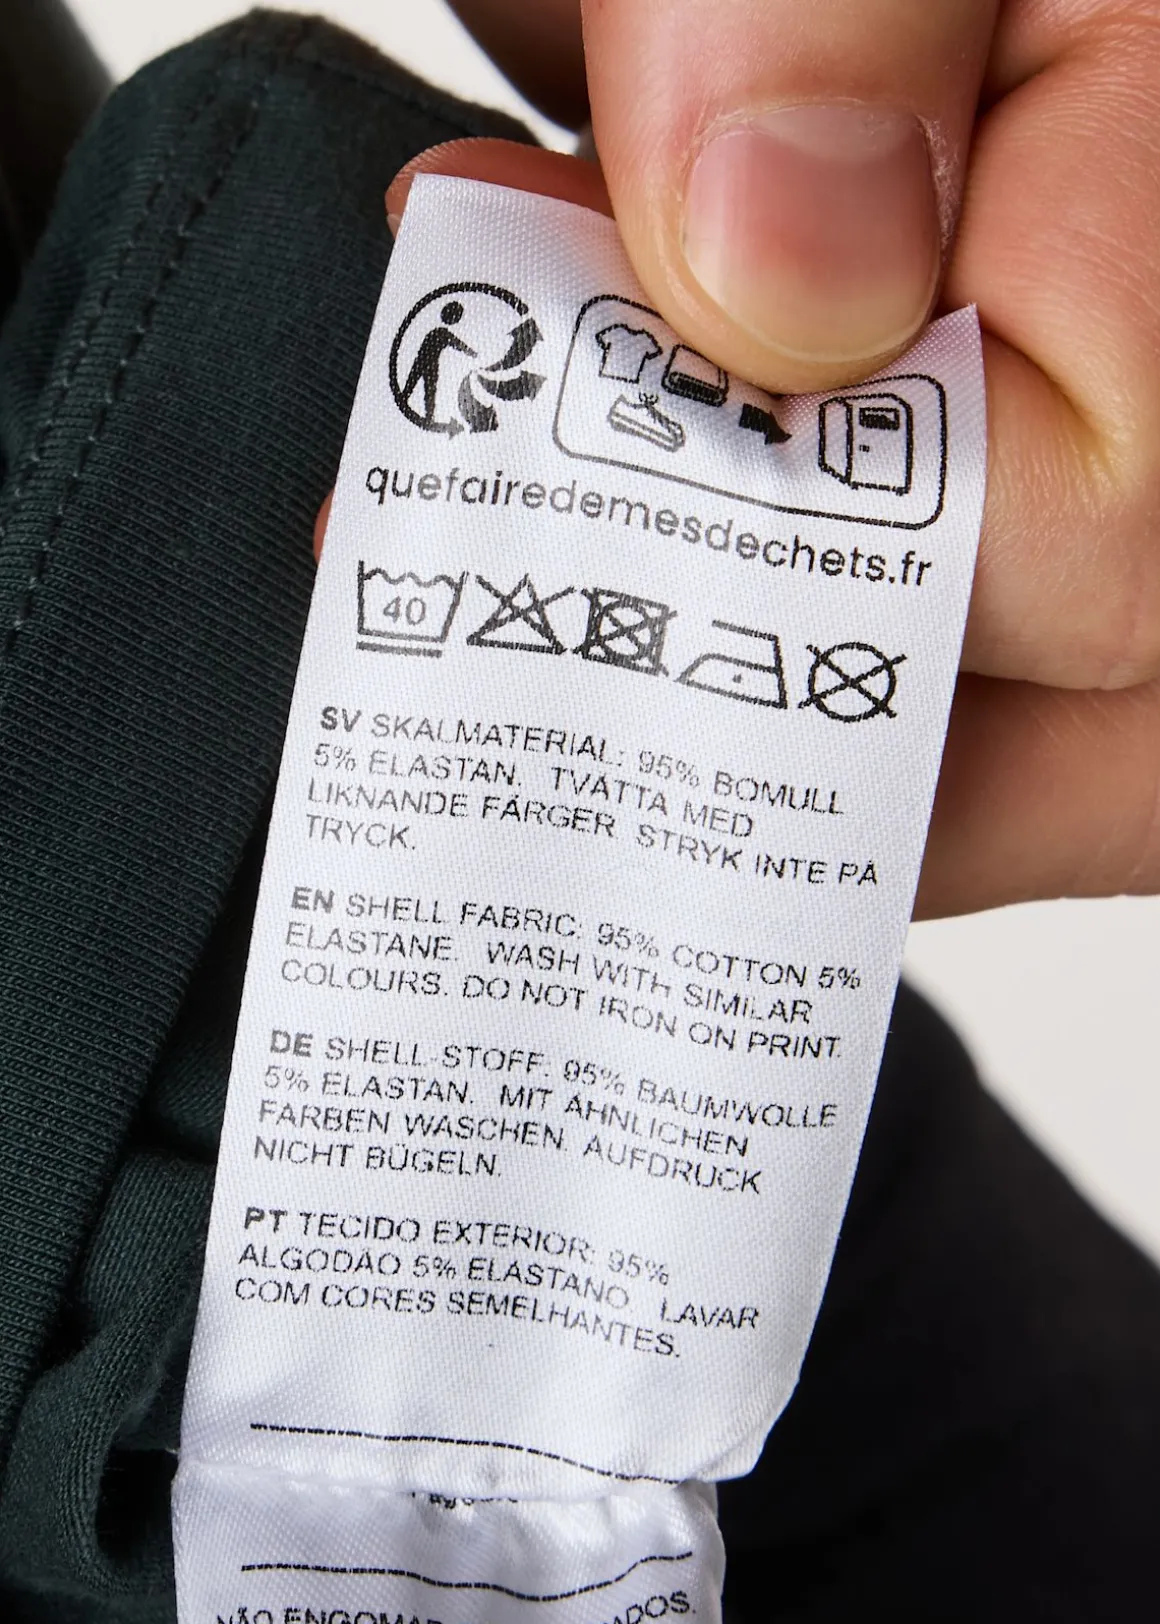 quefairedemesdechets.fr
40
SV SKALMATERIAL: 95% BOMULL
5% ELASTAN. TVÄTTA MED
LIKNANDE FÄRGER. STRYK INTE PÅ
TRYCK.
EN SHELL FABRIC: 95% COTTON 5%
ELASTANE. WASH WITH SIMILAR
COLOURS. DO NOT IRON ON PRINT.
DE SHELL-STOFF: 95% BAUMWOLLE
5% ELASTAN. MIT ÄHNLICHEN
FARBEN WASCHEN. AUFDRUCK
NICHT BÜGELN.
PT TECIDO EXTERIOR: 95%
ALGODÃO 5% ELASTANO. LAVAR
COM CORES SEMELHANTES.
NÃO